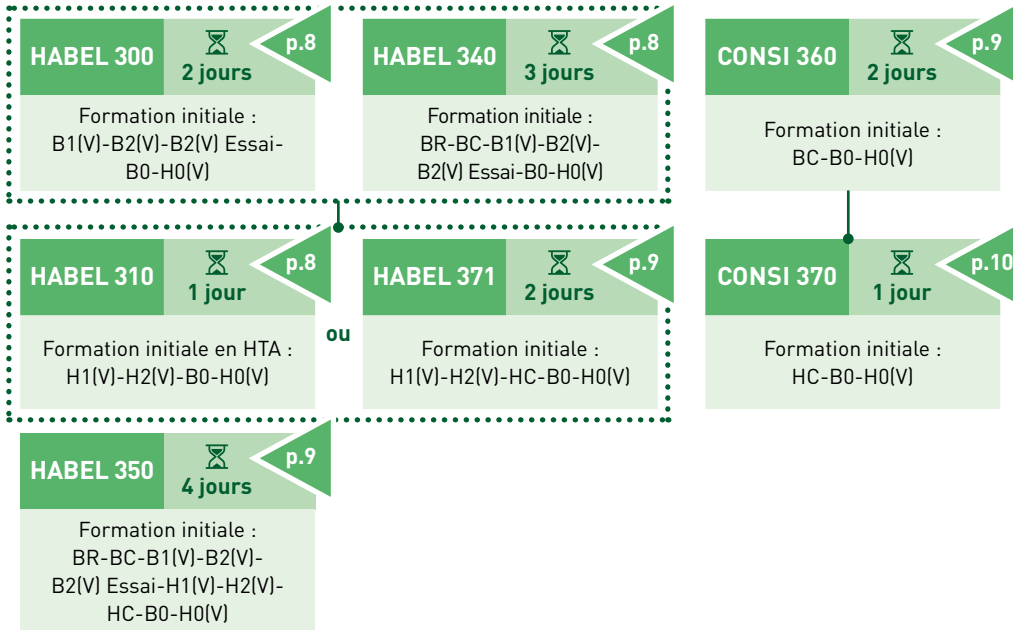 HABEL 300
2 jours
p.8
Formation initiale :
B1(V)-B2(V)-B2(V) Essai-
B0-H0(V)
HABEL 340
3 jours
p.8
Formation initiale :
BR-BC-B1(V)-B2(V)-
B2(V) Essai-B0-H0(V)
CONSI 360
2 jours
p.9
Formation initiale :
BC-B0-H0(V)
HABEL 310
1 jour
p.8
Formation initiale en HTA :
H1(V)-H2(V)-B0-H0(V)
ou
HABEL 371
2 jours
p.9
Formation initiale :
H1(V)-H2(V)-HC-B0-H0(V)
CONSI 370
1 jour
p.10
Formation initiale :
HC-B0-H0(V)
HABEL 350
4 jours
p.9
Formation initiale :
BR-BC-B1(V)-B2(V)-
B2(V) Essai-H1(V)-H2(V)-
HC-B0-H0(V)